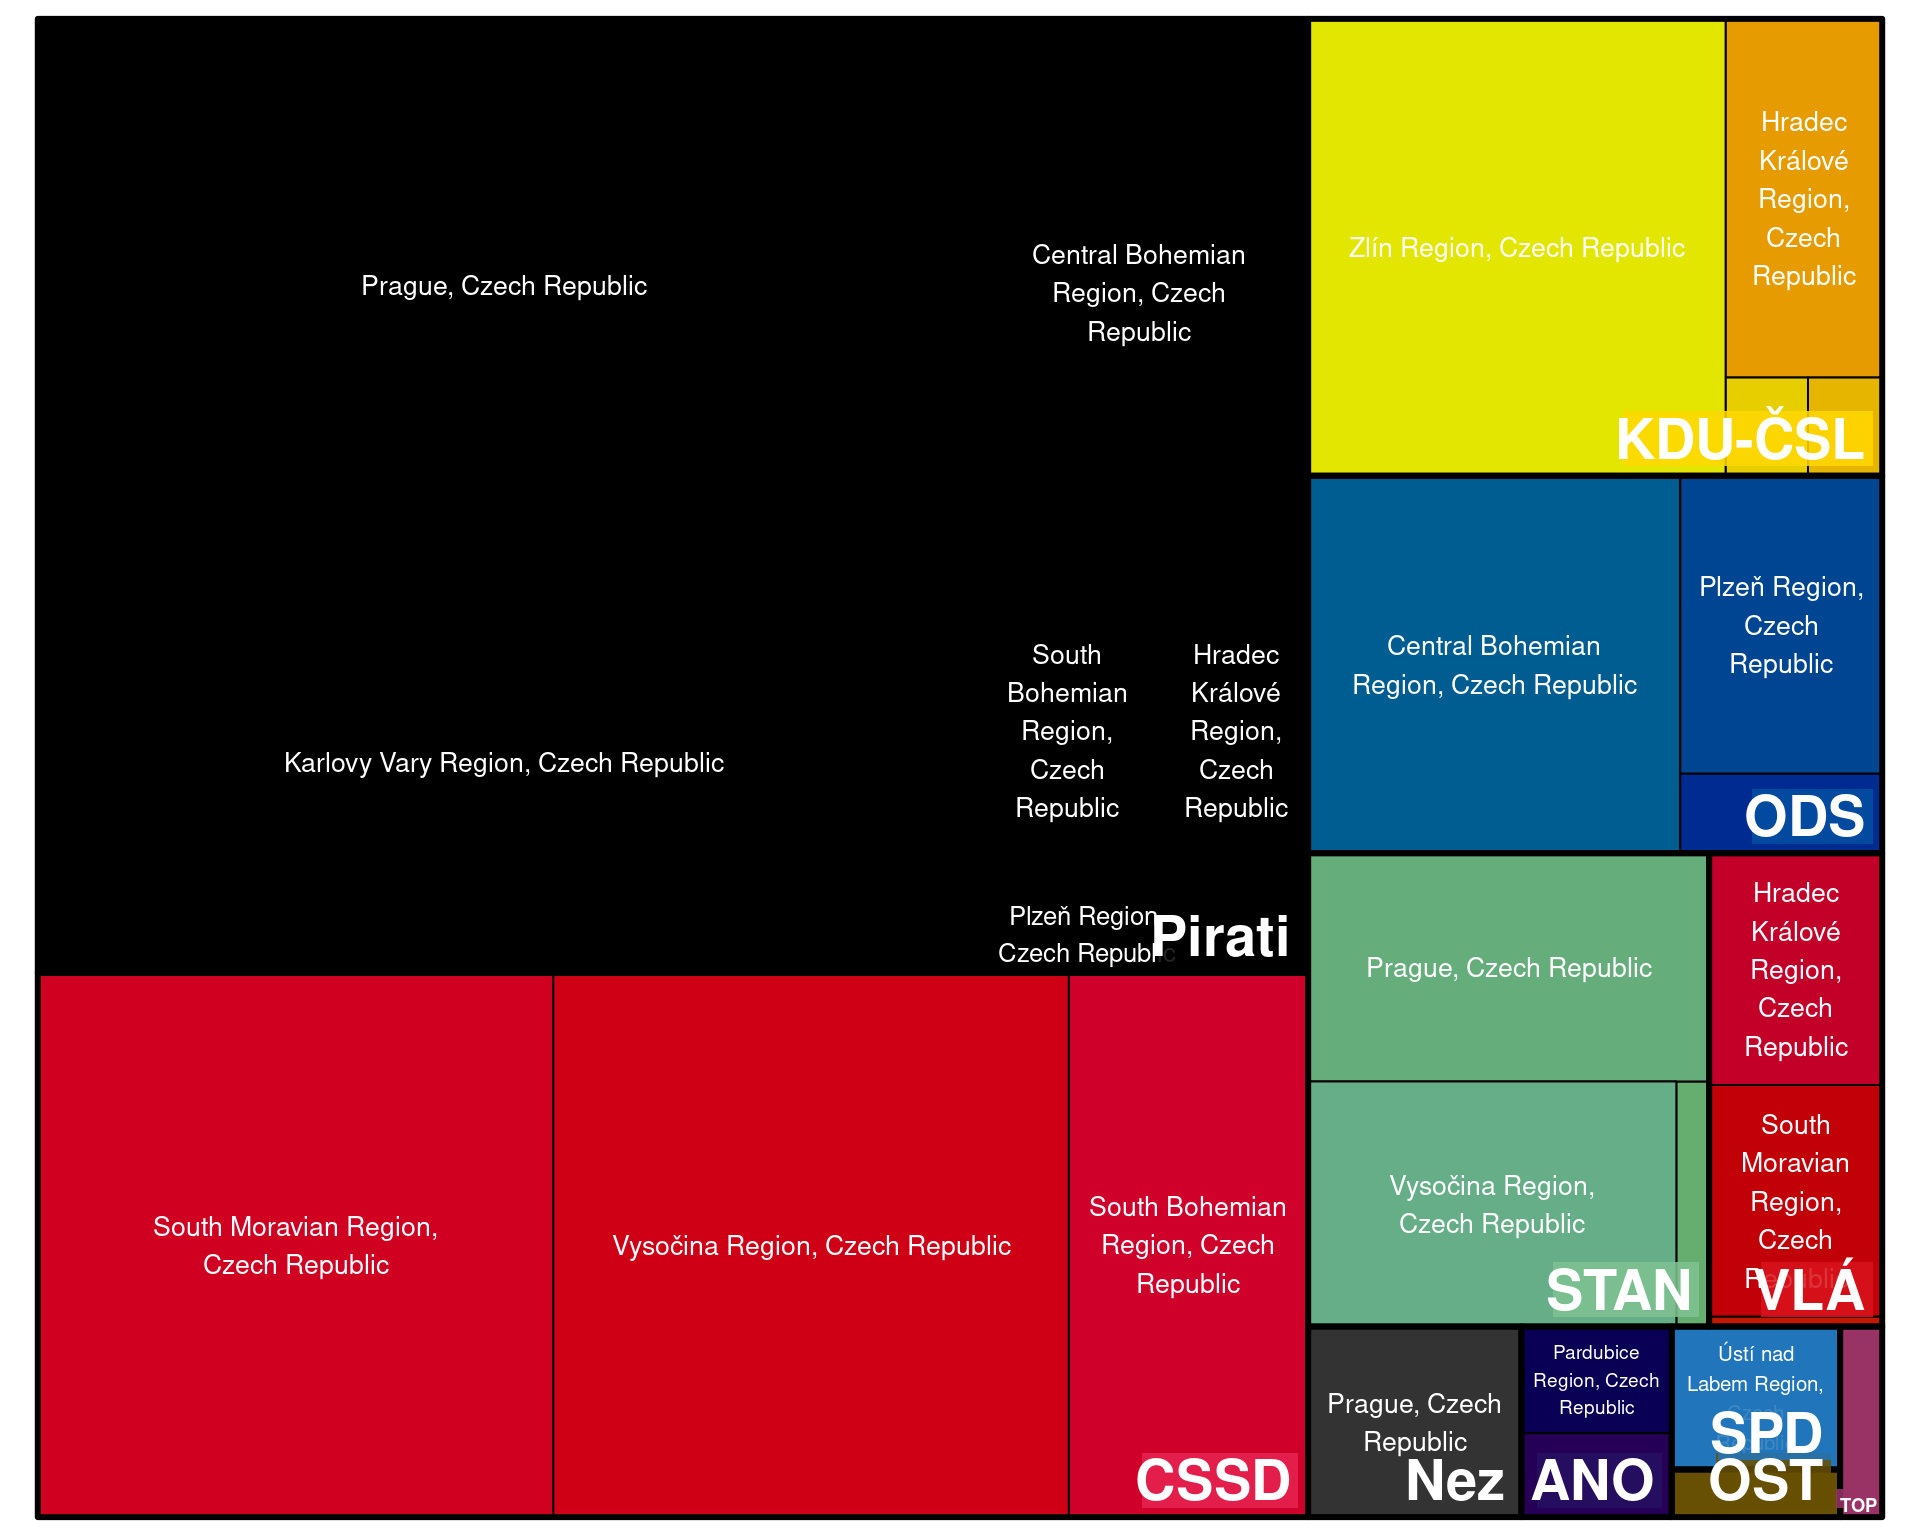 Prague, Czech Republic
Central Bohemian
Region, Czech
Republic
Karlovy Vary Region, Czech Republic
South
Bohemian
Region,
Czech
Republic
Hradec
Králové
Region,
Czech
Republic
Plzeň Region,
Czech Republic
Pirati
Zlín Region, Czech Republic
Hradec
Králové
Region,
Czech
Republic
KDU-ČSL
Central Bohemian
Region, Czech Republic
Plzeň Region,
Czech
Republic
ODS
Prague, Czech Republic
Vysočina Region,
Czech Republic
STAN
Hradec
Králové
Region,
Czech
Republic
South
Moravian
Region,
Czech
Republic
VLÁ
South Moravian Region,
Czech Republic
Vysočina Region, Czech Republic
South Bohemian
Region, Czech
Republic
CSSD
Prague, Czech
Republic
Nez
Pardubice
Region, Czech
Republic
ANO
Ústí nad
Labem Region,
Czech
Republic
SPD
OST
TOP